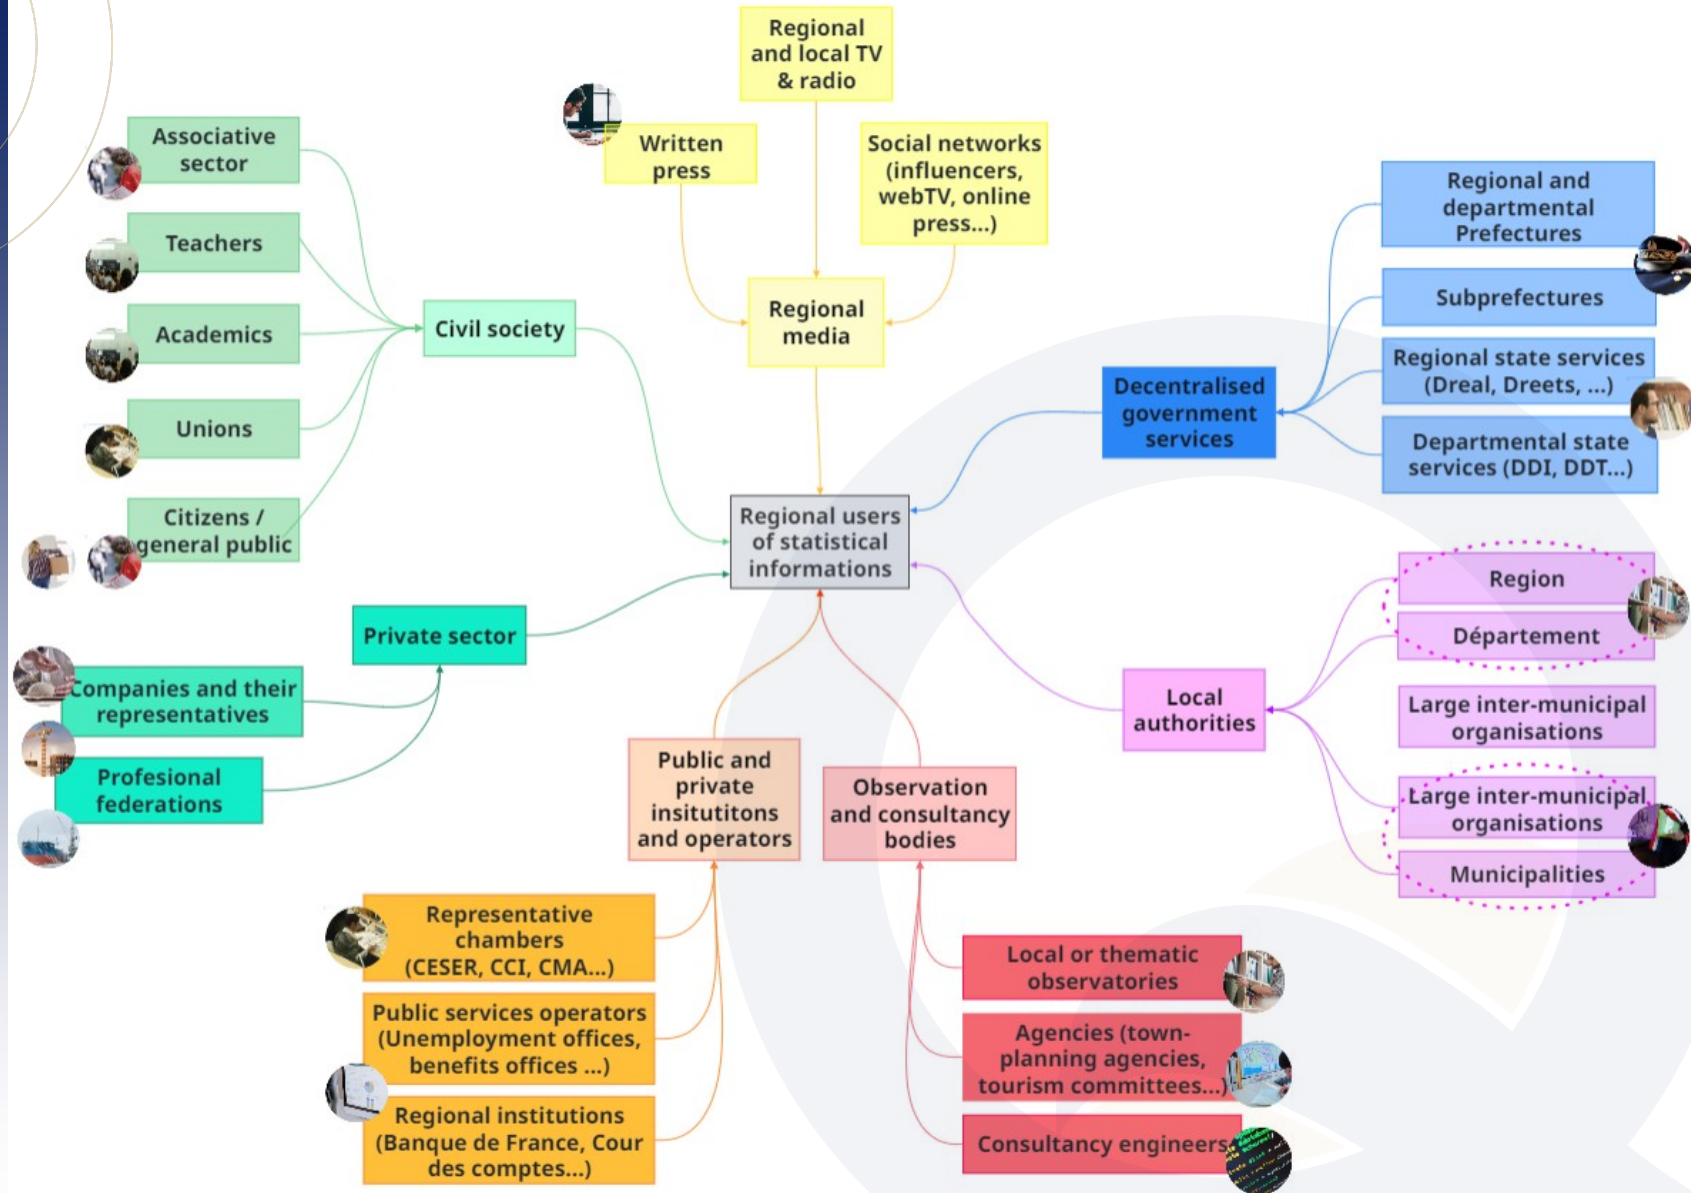 Regional
and local TV
& radio
Written
press
Social networks
(influencers,
webTV, online
press...)
Regional
media
Associative
sector
Teachers
Academics
Unions
Citizens /
general public
Civil society
Regional and
departmental
Prefectures
Subprefectures
Regional state services
(Dreal, Dreets, ...)
Departmental state
services (DDI, DDT...)
Decentralised
government
services
Regional users
of statistical
informations
Private sector
Companies and their
representatives
Profesional
federations
Region
Département
Large inter-municipal
organisations
Large inter-municipal
organisations
Municipalities
Local
authorities
Public and
private
insitutitons
and operators
Observation
and consultancy
bodies
Representative
chambers
(CESER, CCI, CMA...)
Public services operators
(Unemployment offices,
benefits offices ...)
Regional institutions
(Banque de France, Cour
des comptes...)
Local or thematic
observatories
Agencies (town-
planning agencies,
tourism committees...)
Consultancy engineers